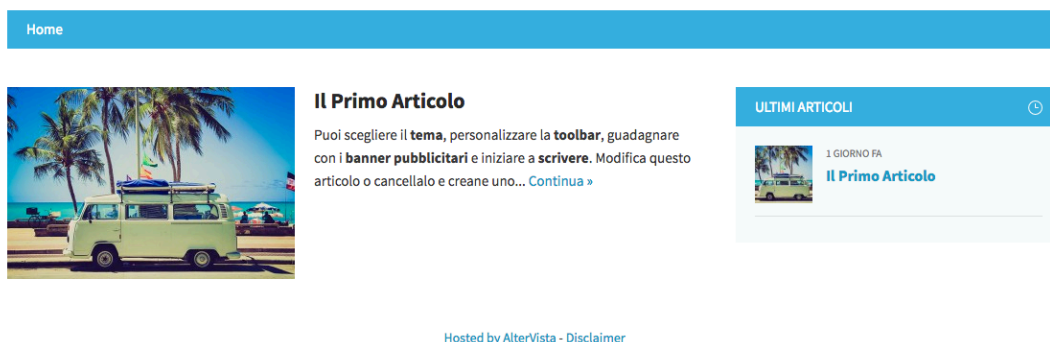 Home
Il Primo Articolo
Puoi scegliere il tema, personalizzare la toolbar, guadagnare
con i banner pubblicitari e iniziare a scrivere. Modifica questo
articolo o cancellalo e creane uno... Continua »
ULTIMI ARTICOLI
1 GIORNO FA
Il Primo Articolo
Hosted by AlterVista - Disclaimer